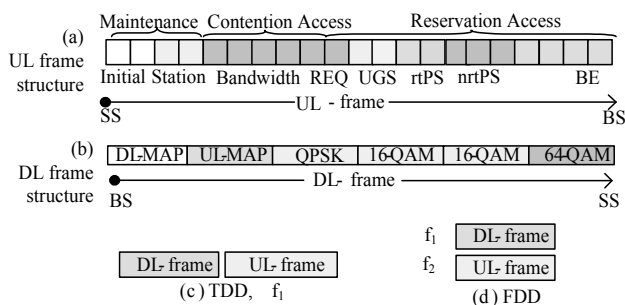 Maintenance Contention Access Reservation Access
(a)
UL frame
structure
Initial Station Bandwidth REQ UGS rtPS nrtPS BE
SS UL - frame BS
(b)
DL frame
structure
DL-MAP UL-MAP QPSK 16-QAM 16-QAM 64-QAM
BS DL- frame SS
DL- frame UL- frame
(c) TDD, f1
f1 DL- frame
f2 UL- frame
(d) FDD